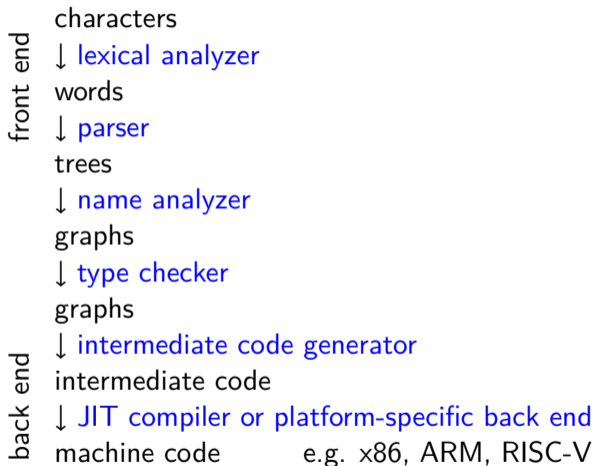 front end
characters
↓ lexical analyzer
words
↓ parser
trees
↓ name analyzer
graphs
↓ type checker
graphs
↓ intermediate code generator
back end
intermediate code
↓ JIT compiler or platform-specific back end
machine code e.g. x86, ARM, RISC-V